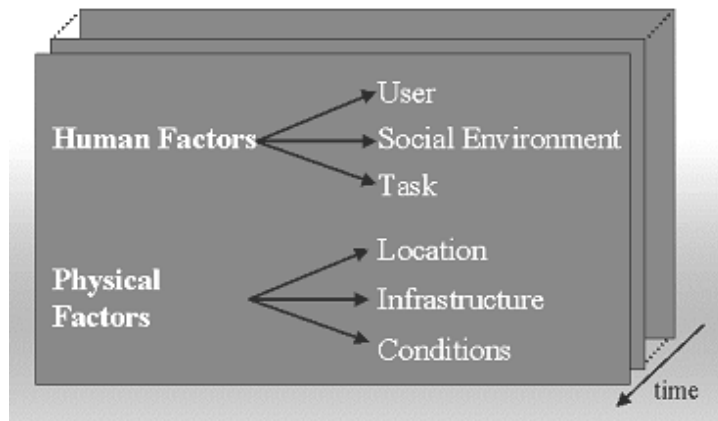 User
Human Factors
Social Environment
Task
Location
Physical
Factors
Infrastructure
Conditions
time